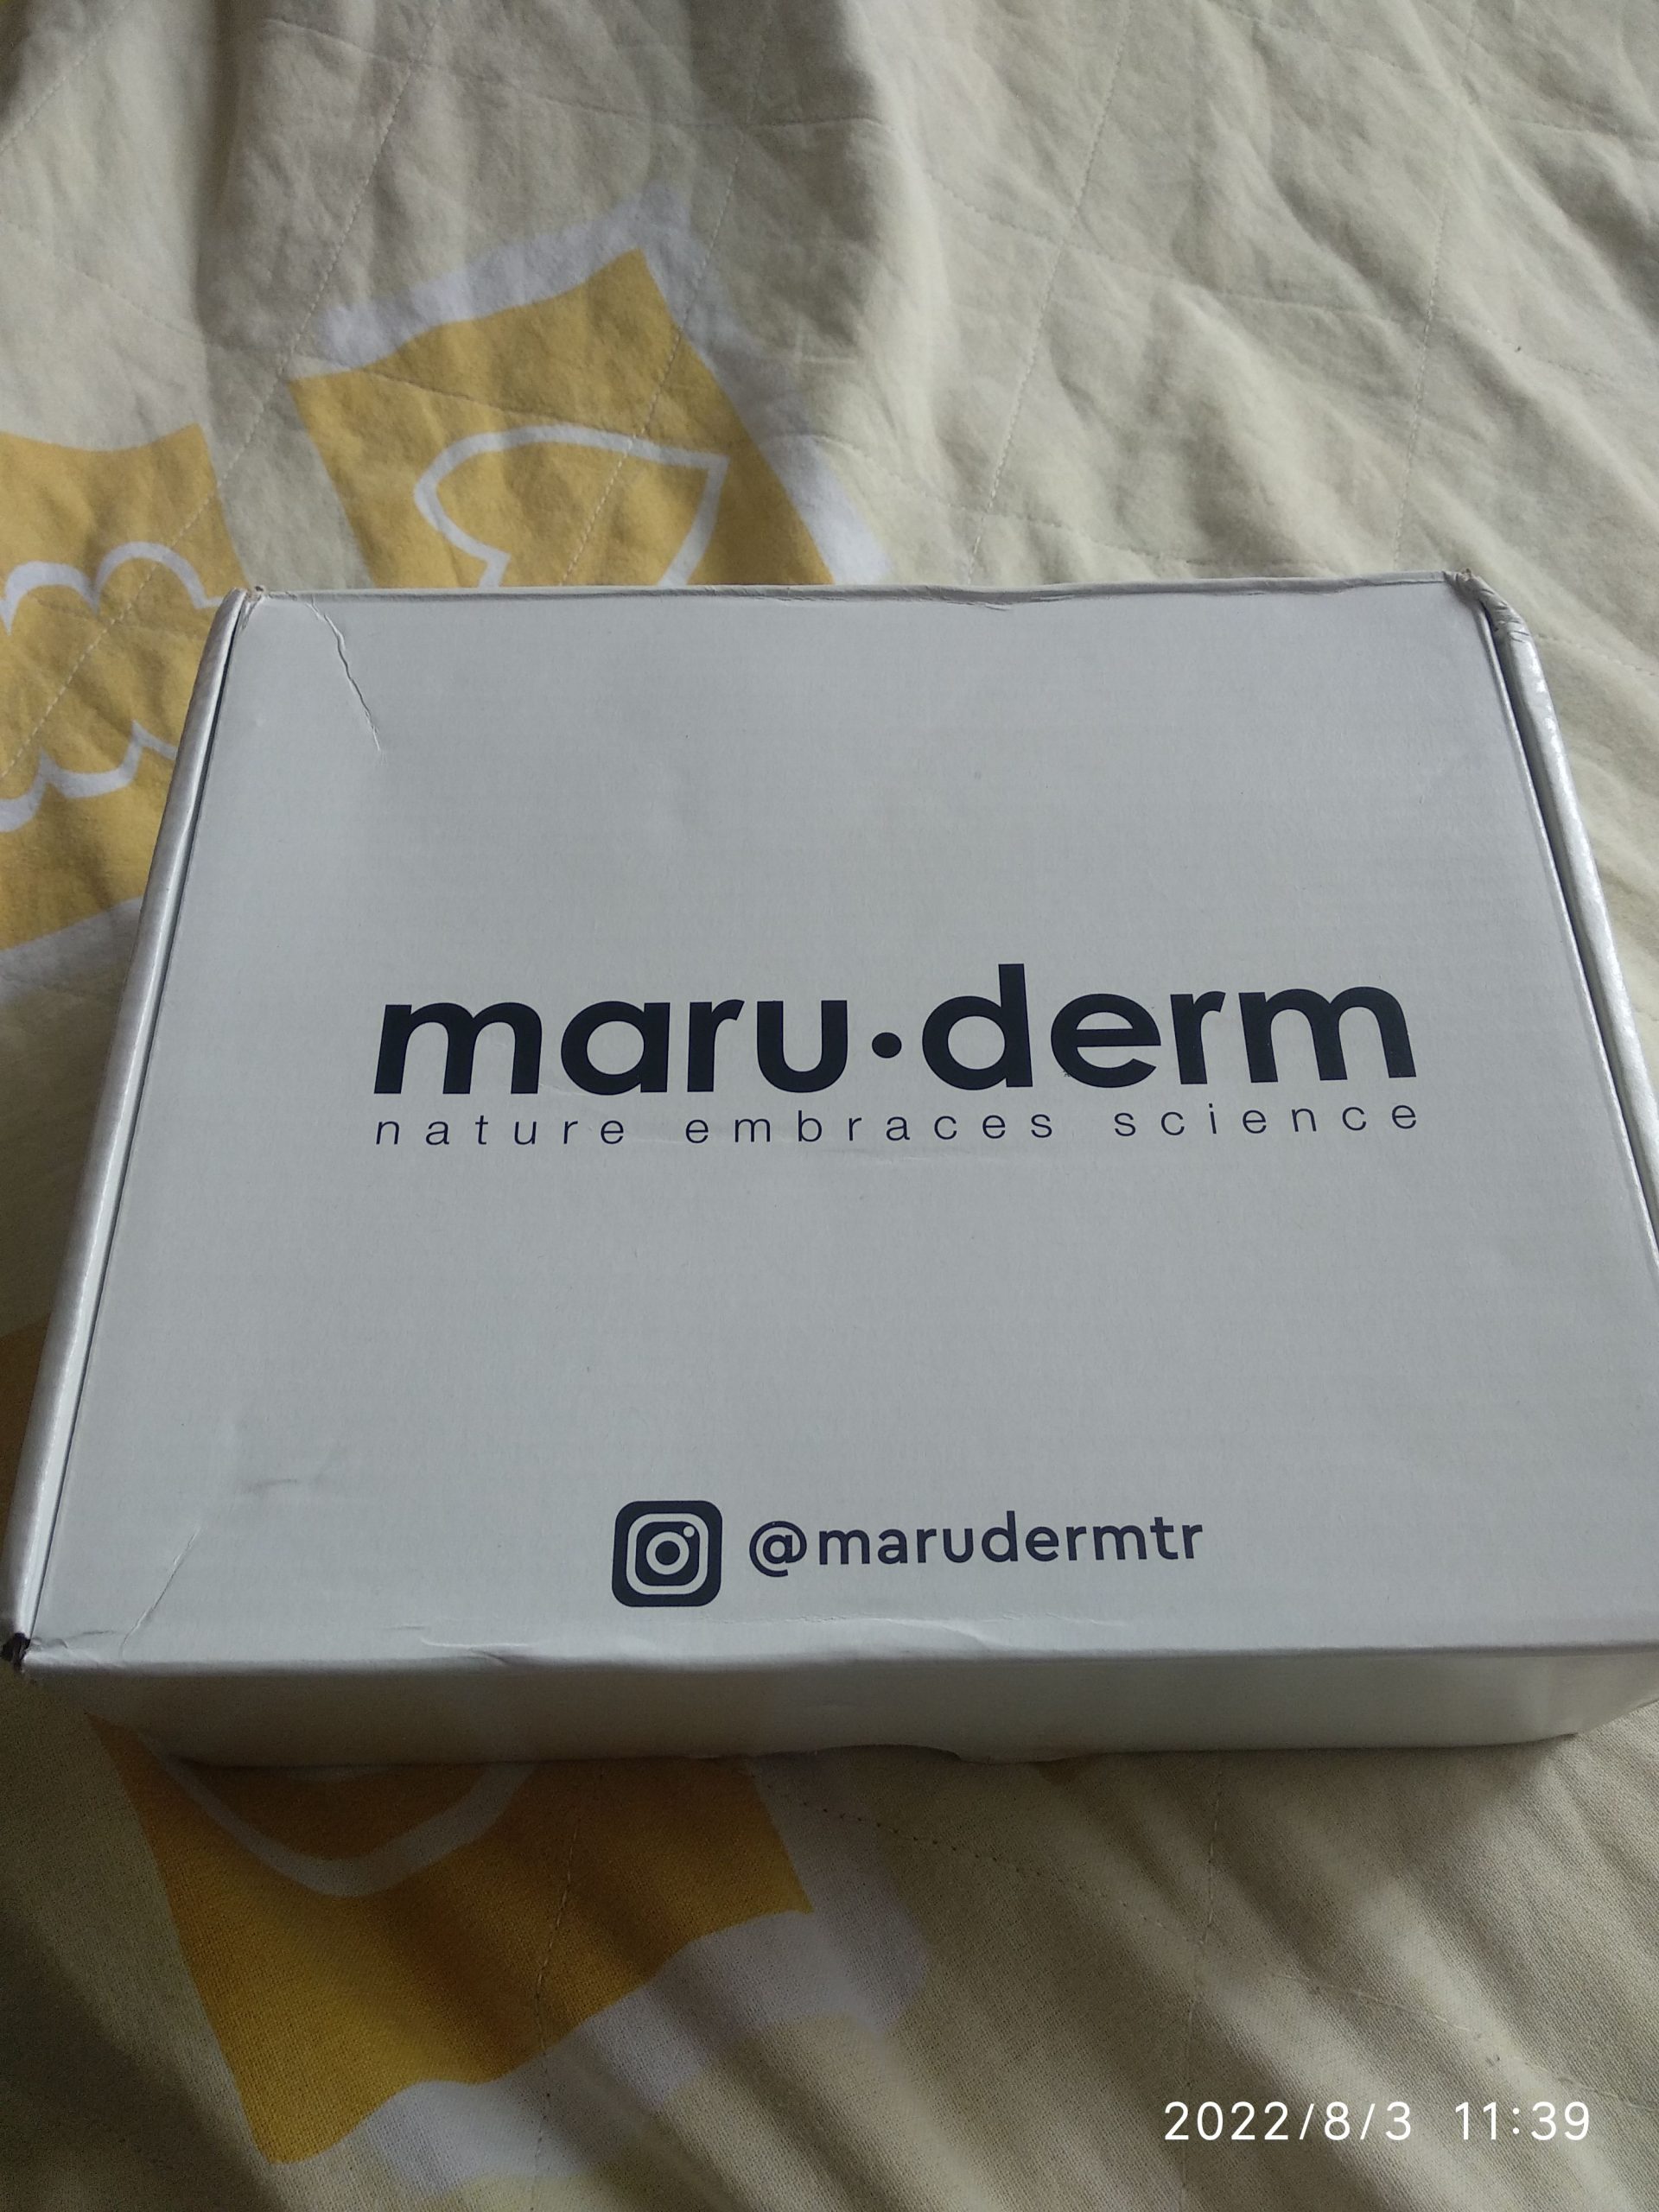 maru·derm
nature embraces science
@marudermtr
2022/8/3 11:39